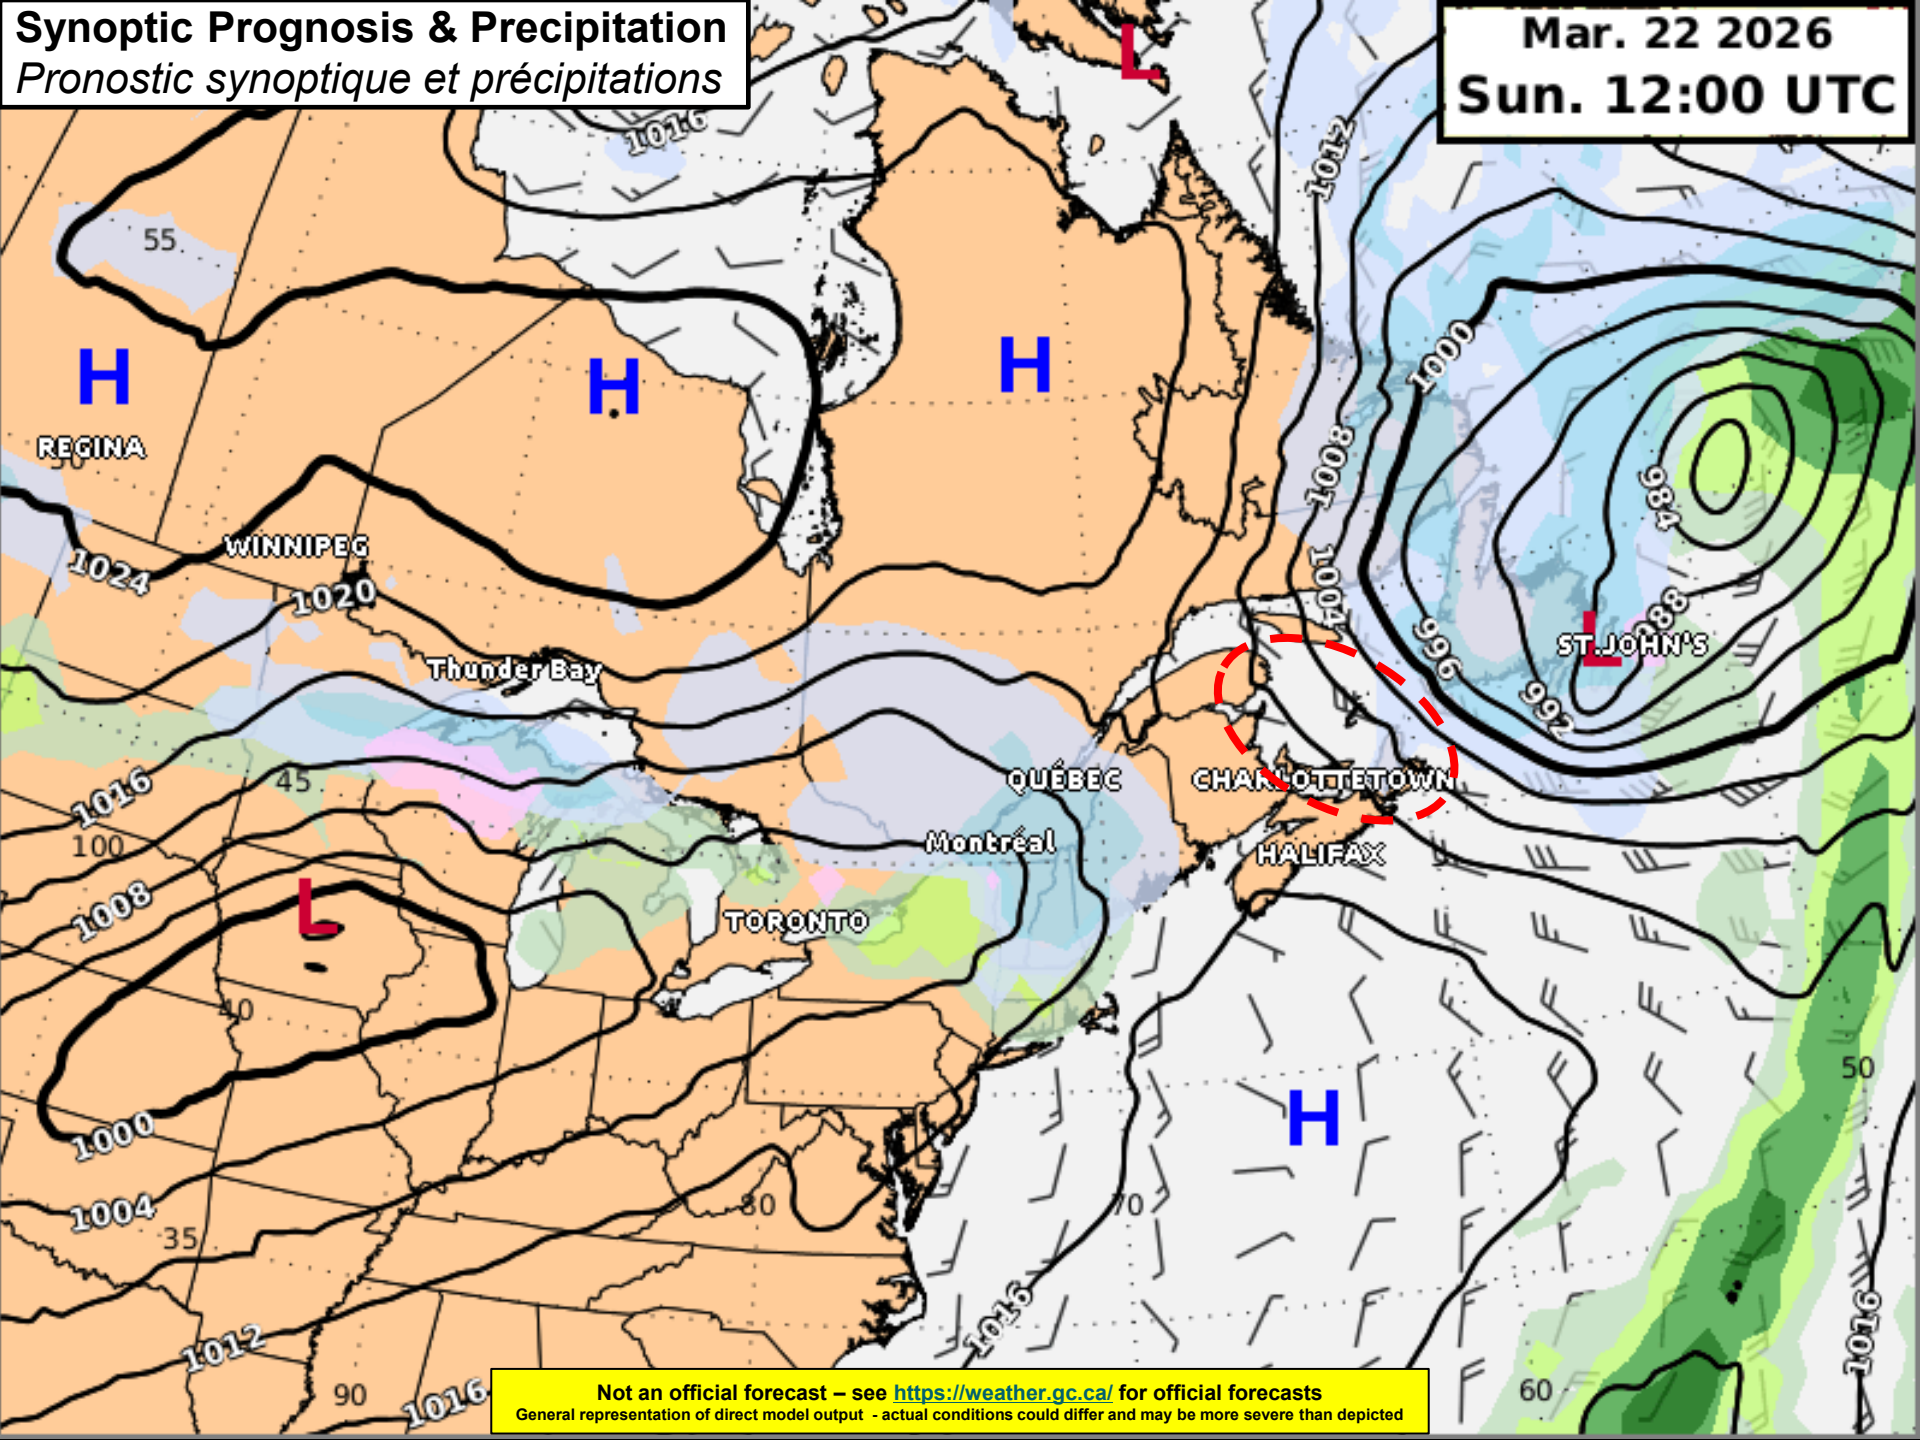 Synoptic Prognosis & Precipitation
Pronostic synoptique et précipitations
Mar. 22 2026
Sun. 12:00 UTC
L
1016
1012
55
H
H
H
1000
REGINA
50
1008
984
WINNIPEG
1024
1020
1004
988
996
L
ST.JOHN'S
Thunder Bay
992
1016
45
QUÉBEC
CHARLOTTETOWN
100
Montréal
HALIFAX
1008
L
TORONTO
40
50
H
1000
1004
80
70
35
1016
1016
1012
90
1016
60
Not an official forecast – see https://weather.gc.ca/ for official forecasts
General representation of direct model output - actual conditions could differ and may be more severe than depicted